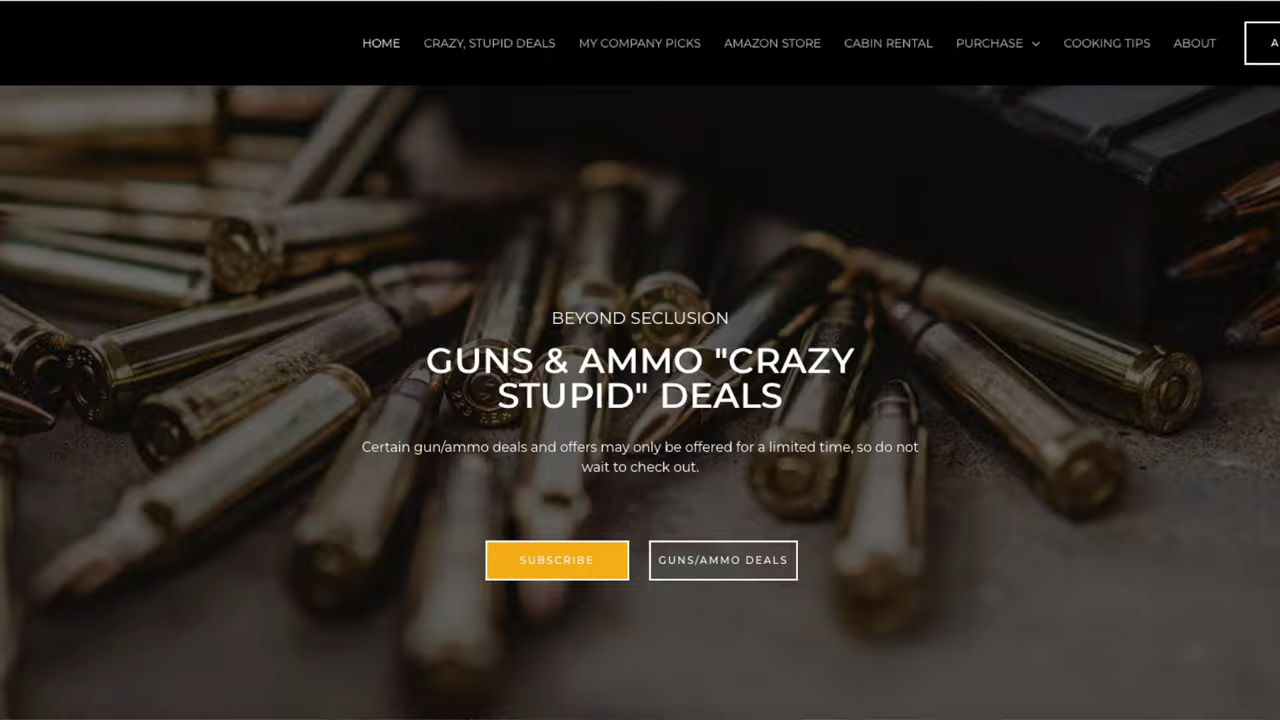 HOME CRAZY, STUPID DEALS MY COMPANY PICKS AMAZON STORE CABIN RENTAL PURCHASE COOKING TIPS ABOUT A
BEYOND SECLUSION
GUNS & AMMO "CRAZY
STUPID" DEALS
Certain gun/ammo deals and offers may only be offered for a limited time, so do not
wait to check out.
SUBSCRIBE GUNS/AMMO DEALS